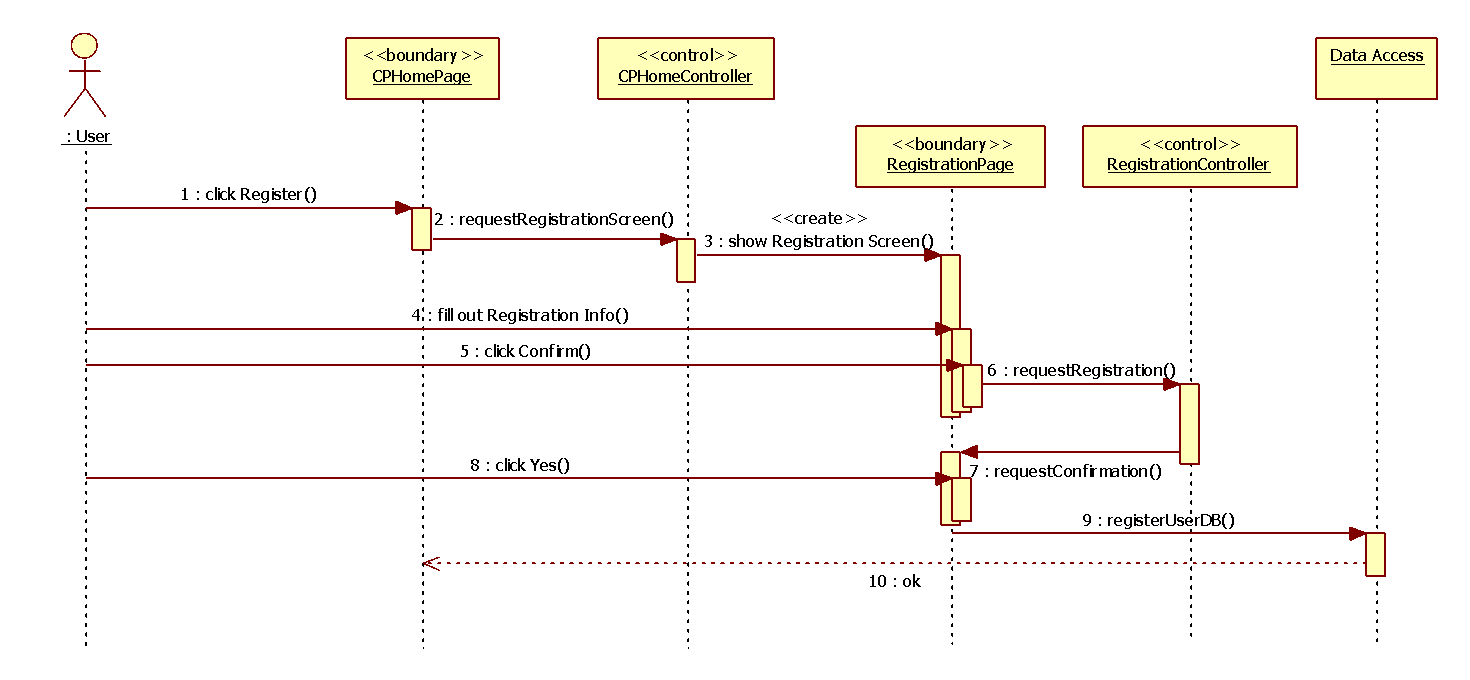 <<boundary>>
CPHomePage
<<control>>
CPHomeController
Data Access
: User
<<boundary>>
RegistrationPage
<<control>>
RegistrationController
1 : click Register()
2 : requestRegistrationScreen()
<<create>>
3 : show Registration Screen()
4 : fill out Registration Info()
5 : click Confirm()
6 : requestRegistration()
8 : click Yes()
7 : requestConfirmation()
9 : registerUserDB()
10 : ok